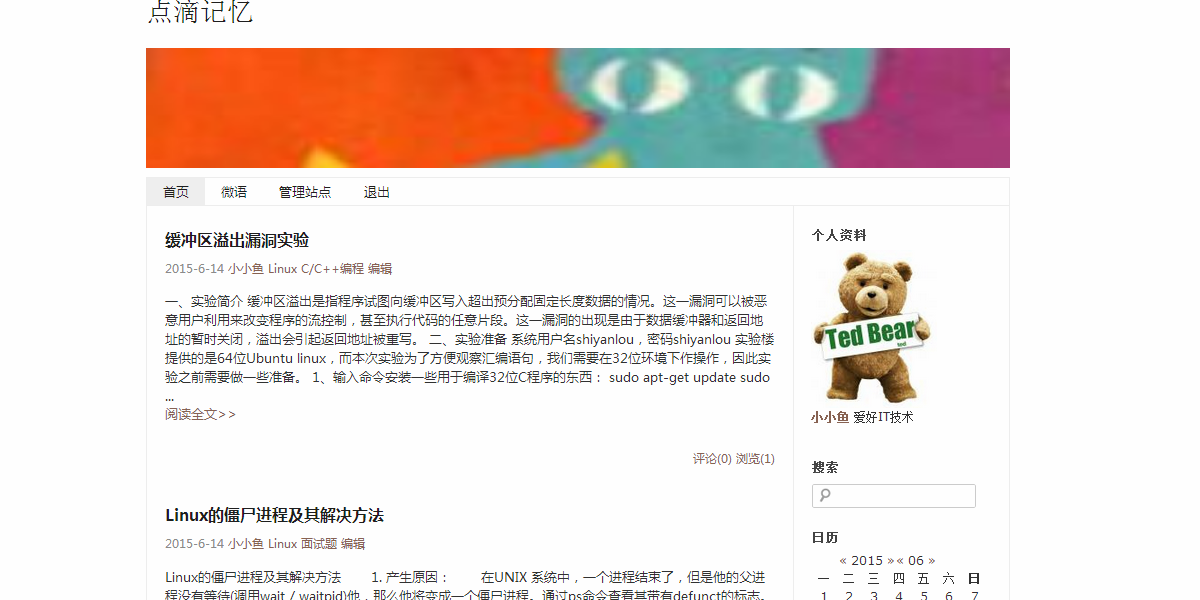 点滴记忆
首页 微语 管理站点 退出
缓冲区溢出漏洞实验
2015-6-14 小小鱼 Linux C/C++编程 编辑
一、实验简介 缓冲区溢出是指程序试图向缓冲区写入超出预分配固定长度数据的情况。这一漏洞可以被恶
意用户利用来改变程序的流控制，甚至执行代码的任意片段。这一漏洞的出现是由于数据缓冲器和返回地
址的暂时关闭，溢出会引起返回地址被重写。 二、实验准备 系统用户名shiyanlou，密码shiyanlou 实验楼
提供的是64位Ubuntu linux，而本次实验为了方便观察汇编语句，我们需要在32位环境下作操作，因此实
验之前需要做一些准备。 1、输入命令安装一些用于编译32位C程序的东西： sudo apt-get update sudo
...
阅读全文>>
评论(0) 浏览(1)
Linux的僵尸进程及其解决方法
2015-6-14 小小鱼 Linux 面试题 编辑
Linux的僵尸进程及其解决方法 1. 产生原因： 在UNIX 系统中，一个进程结束了，但是他的父进
程没有等待(调用wait / waitpid)他，那么他将变成一个僵尸进程。通过ps命令查看其带有defunct的标志。
个人资料
Ted Bear
ted
小小鱼 爱好IT技术
搜索
日历
« 2015 » « 06 »
一 二 三 四 五 六 日
1 2 3 4 5 6 7